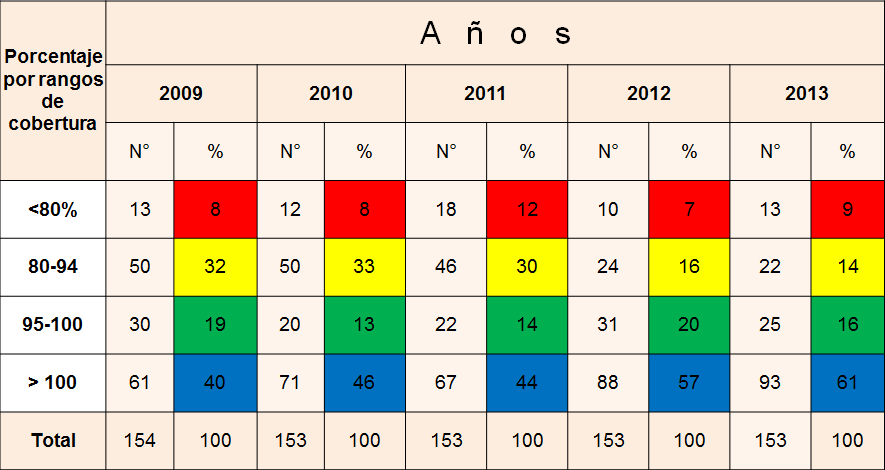 A ñ o s
Porcentaje
por rangos
de
cobertura
2009 2010 2011 2012 2013
N° % N° % N° % N° % N° %
<80% 13 8 12 8 18 12 10 7 13 9
80-94 50 32 50 33 46 30 24 16 22 14
95-100 30 19 20 13 22 14 31 20 25 16
> 100 61 40 71 46 67 44 88 57 93 61
Total 154 100 153 100 153 100 153 100 153 100